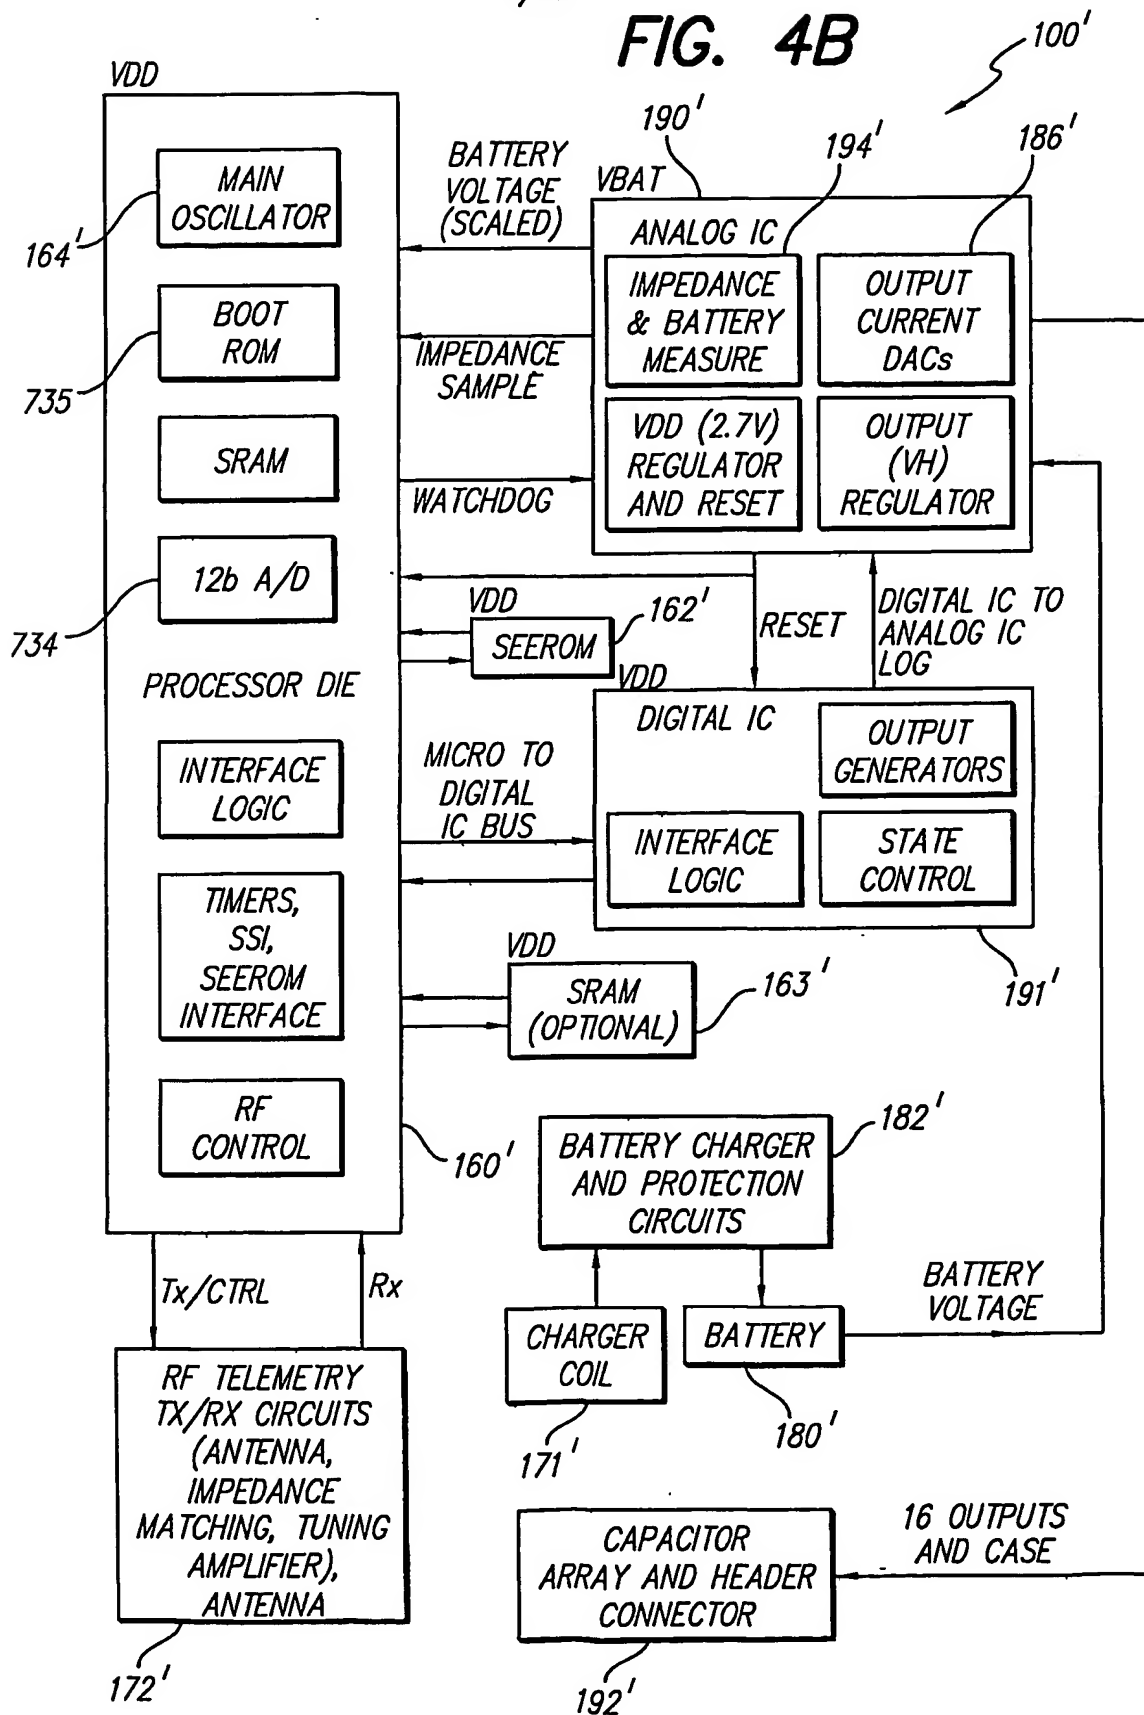 FIG. 4B
100'
VDD
MAIN
OSCILLATOR
164'
BOOT
ROM
735
SRAM
12b A/D
734
PROCESSOR DIE
INTERFACE
LOGIC
TIMERS,
SSI,
SEEROM
INTERFACE
RF
CONTROL
160'
BATTERY
VOLTAGE
(SCALED)
IMPEDANCE
SAMPLE
WATCHDOG
190'
194'
186'
VBAT
ANALOG IC
IMPEDANCE
& BATTERY
MEASURE
OUTPUT
CURRENT
DACs
VDD (2.7V)
REGULATOR
AND RESET
OUTPUT
(VH)
REGULATOR
VDD
162'
SEEROM
RESET
DIGITAL IC TO
ANALOG IC
LOG
VDD
DIGITAL IC
OUTPUT
GENERATORS
INTERFACE
LOGIC
STATE
CONTROL
191'
MICRO TO
DIGITAL
IC BUS
VDD
SRAM
(OPTIONAL)
163'
182'
BATTERY CHARGER
AND PROTECTION
CIRCUITS
CHARGER
COIL
171'
BATTERY
180'
BATTERY
VOLTAGE
Tx/CTRL
Rx
RF TELEMETRY
TX/RX CIRCUITS
(ANTENNA,
IMPEDANCE
MATCHING, TUNING
AMPLIFIER),
ANTENNA
172'
CAPACITOR
ARRAY AND HEADER
CONNECTOR
192'
16 OUTPUTS
AND CASE